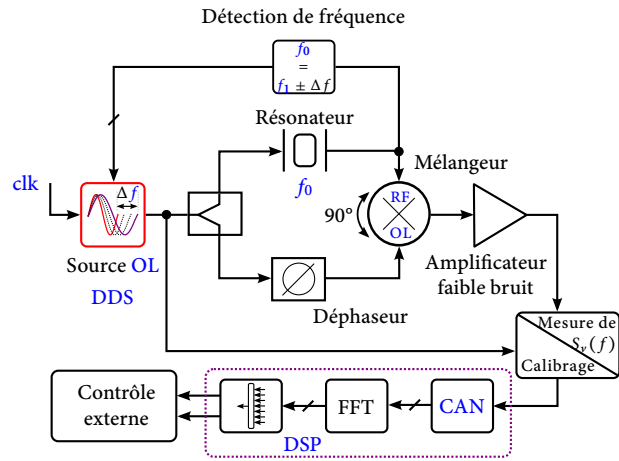 Détection de fréquence
f₀
=
f₁ ± Δf
Résonateur
f₀
Mélangeur
clk
Δf
RF
OL
90°
Source OL
DDS
Déphaseur
Amplificateur
faible bruit
Mesure de
Sᵥ(f)
Calibrage
Contrôle
externe
FFT
CAN
DSP